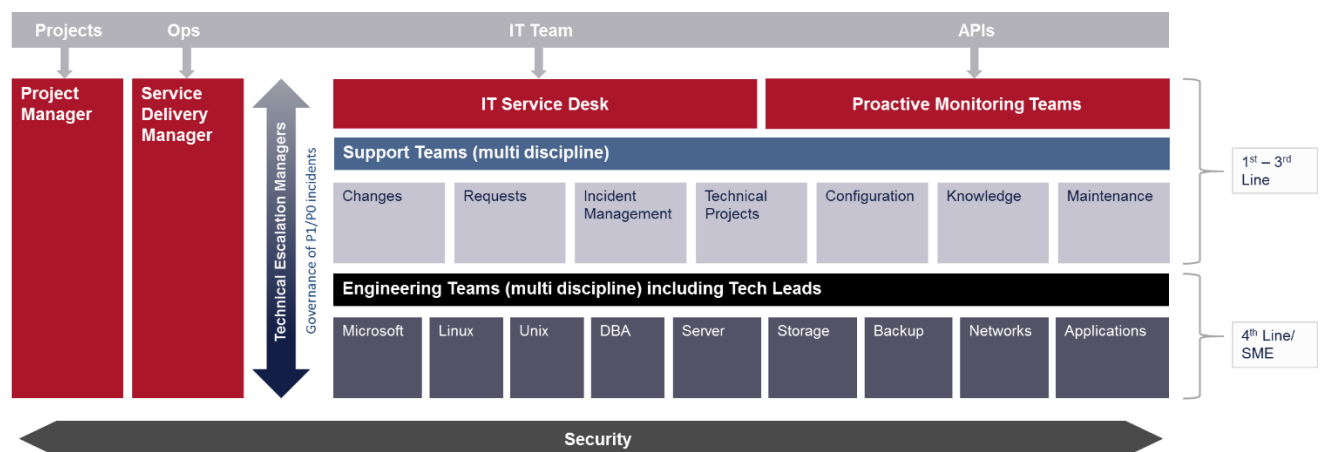 Projects
Ops
IT Team
APIs
Project
Manager
Service
Delivery
Manager
Technical Escalation Managers
Governance of P1/P0 incidents
IT Service Desk
Proactive Monitoring Teams
Support Teams (multi discipline)
Changes
Requests
Incident
Management
Technical
Projects
Configuration
Knowledge
Maintenance
1st – 3rd
Line
Engineering Teams (multi discipline) including Tech Leads
Microsoft
Linux
Unix
DBA
Server
Storage
Backup
Networks
Applications
4th Line/
SME
Security